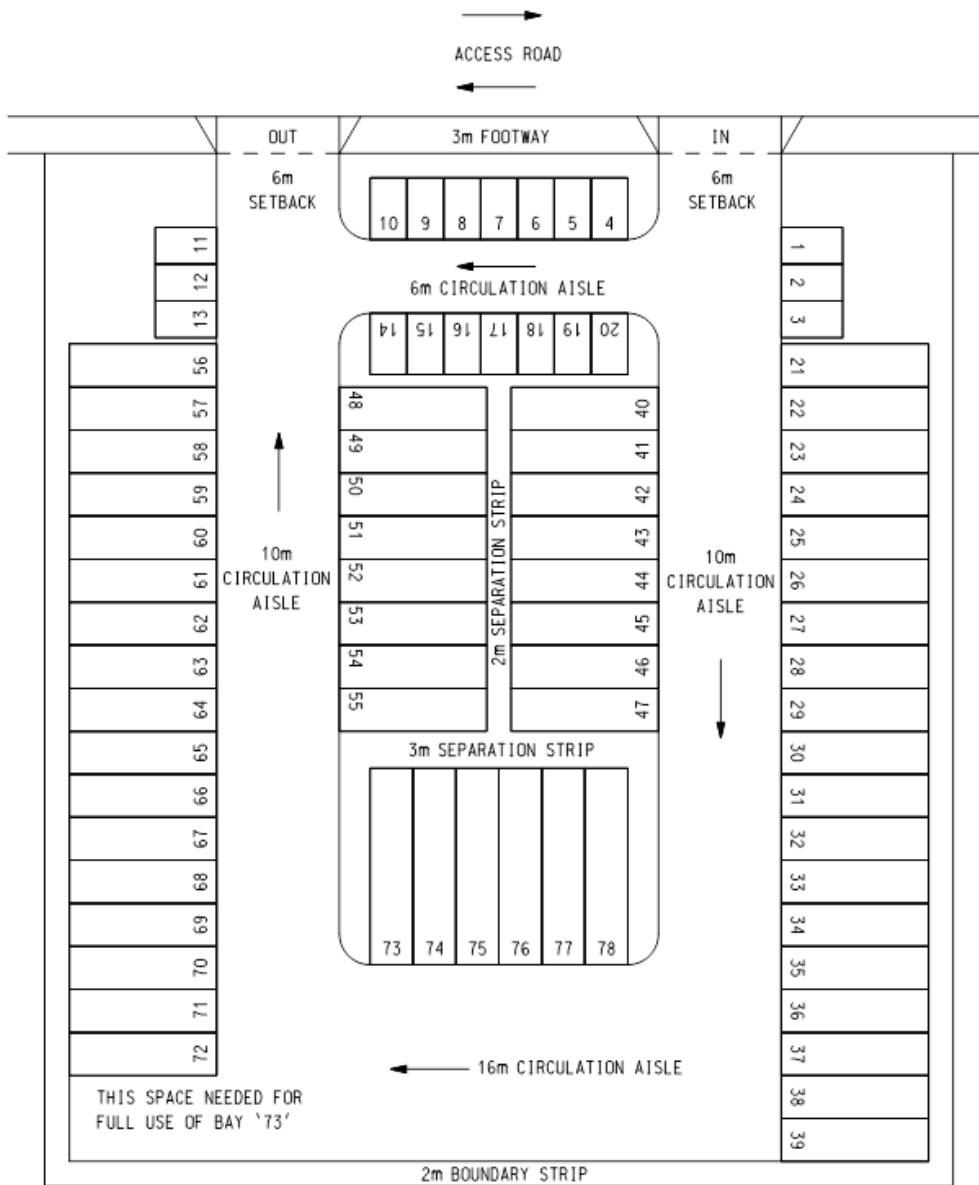 ACCESS ROAD
OUT
3m FOOTWAY
IN
6m
SETBACK
6m
SETBACK
10 9 8 7 6 5 4
11
12
13
1
2
3
6m CIRCULATION AISLE
14 15 16 17 18 19 20
56
57
58
59
60
61
62
63
64
65
66
67
68
69
70
71
72
48
49
50
51
52
53
54
55
40
41
42
43
44
45
46
47
21
22
23
24
25
26
27
28
29
30
31
32
33
34
35
36
37
38
39
10m
CIRCULATION
AISLE
2m SEPARATION STRIP
10m
CIRCULATION
AISLE
3m SEPARATION STRIP
73 74 75 76 77 78
16m CIRCULATION AISLE
THIS SPACE NEEDED FOR
FULL USE OF BAY '73'
2m BOUNDARY STRIP